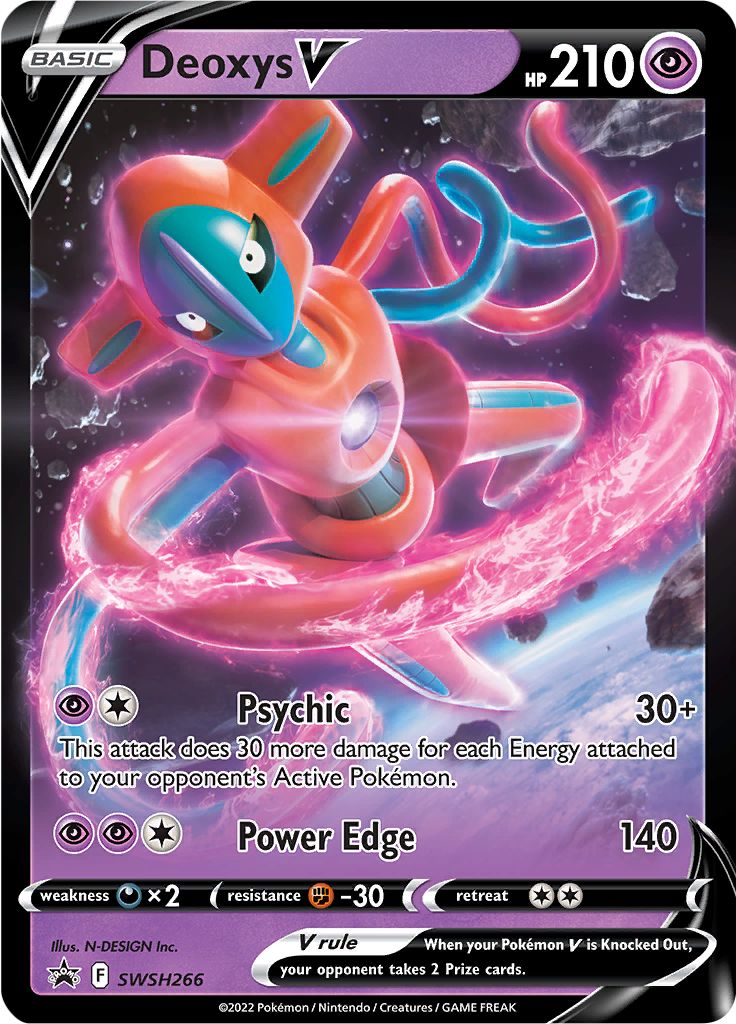 BASIC Deoxys V HP 210
Psychic 30+
This attack does 30 more damage for each Energy attached
to your opponent's Active Pokémon.
Power Edge 140
weakness ×2 resistance -30 retreat
Illus. N-DESIGN Inc.
V rule When your Pokémon V is Knocked Out,
your opponent takes 2 Prize cards.
PROMO F SWSH266
©2022 Pokémon / Nintendo / Creatures / GAME FREAK